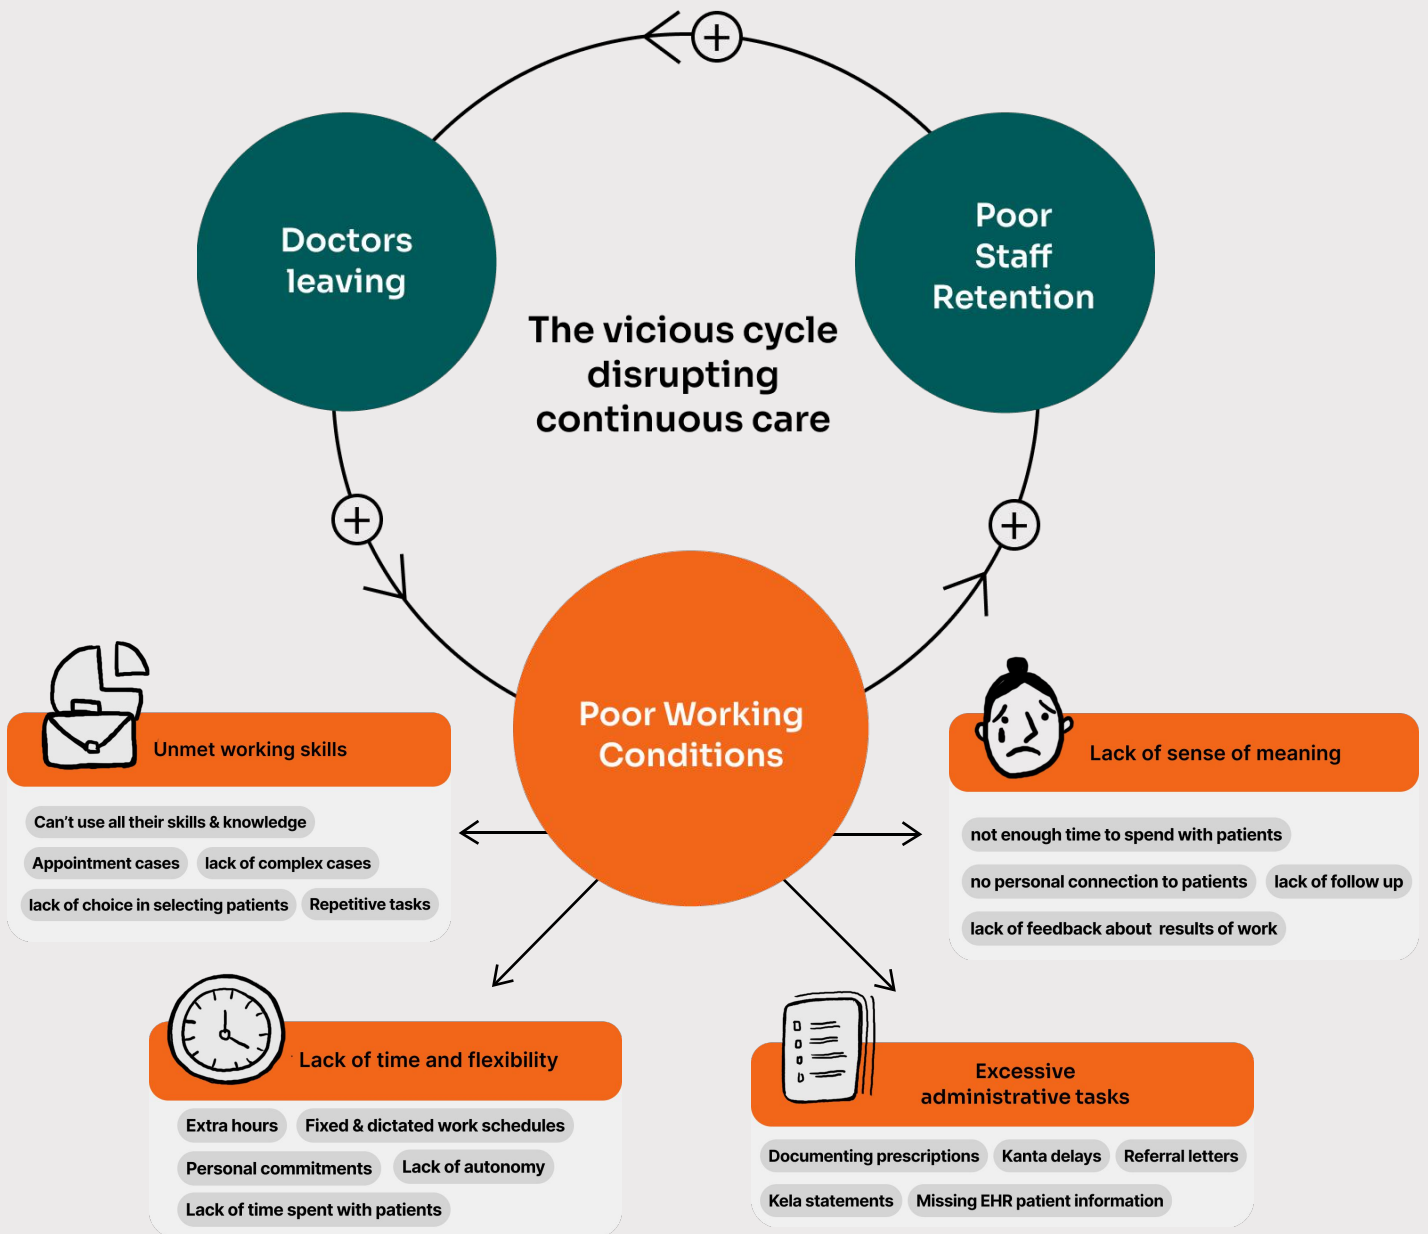 Doctors
leaving
Poor
Staff
Retention
The vicious cycle
disrupting
continuous care
Poor Working
Conditions
Unmet working skills
Can't use all their skills & knowledge
Appointment cases
lack of complex cases
lack of choice in selecting patients
Repetitive tasks
Lack of sense of meaning
not enough time to spend with patients
no personal connection to patients
lack of follow up
lack of feedback about results of work
Lack of time and flexibility
Extra hours
Fixed & dictated work schedules
Personal commitments
Lack of autonomy
Lack of time spent with patients
Excessive
administrative tasks
Documenting prescriptions
Kanta delays
Referral letters
Kela statements
Missing EHR patient information